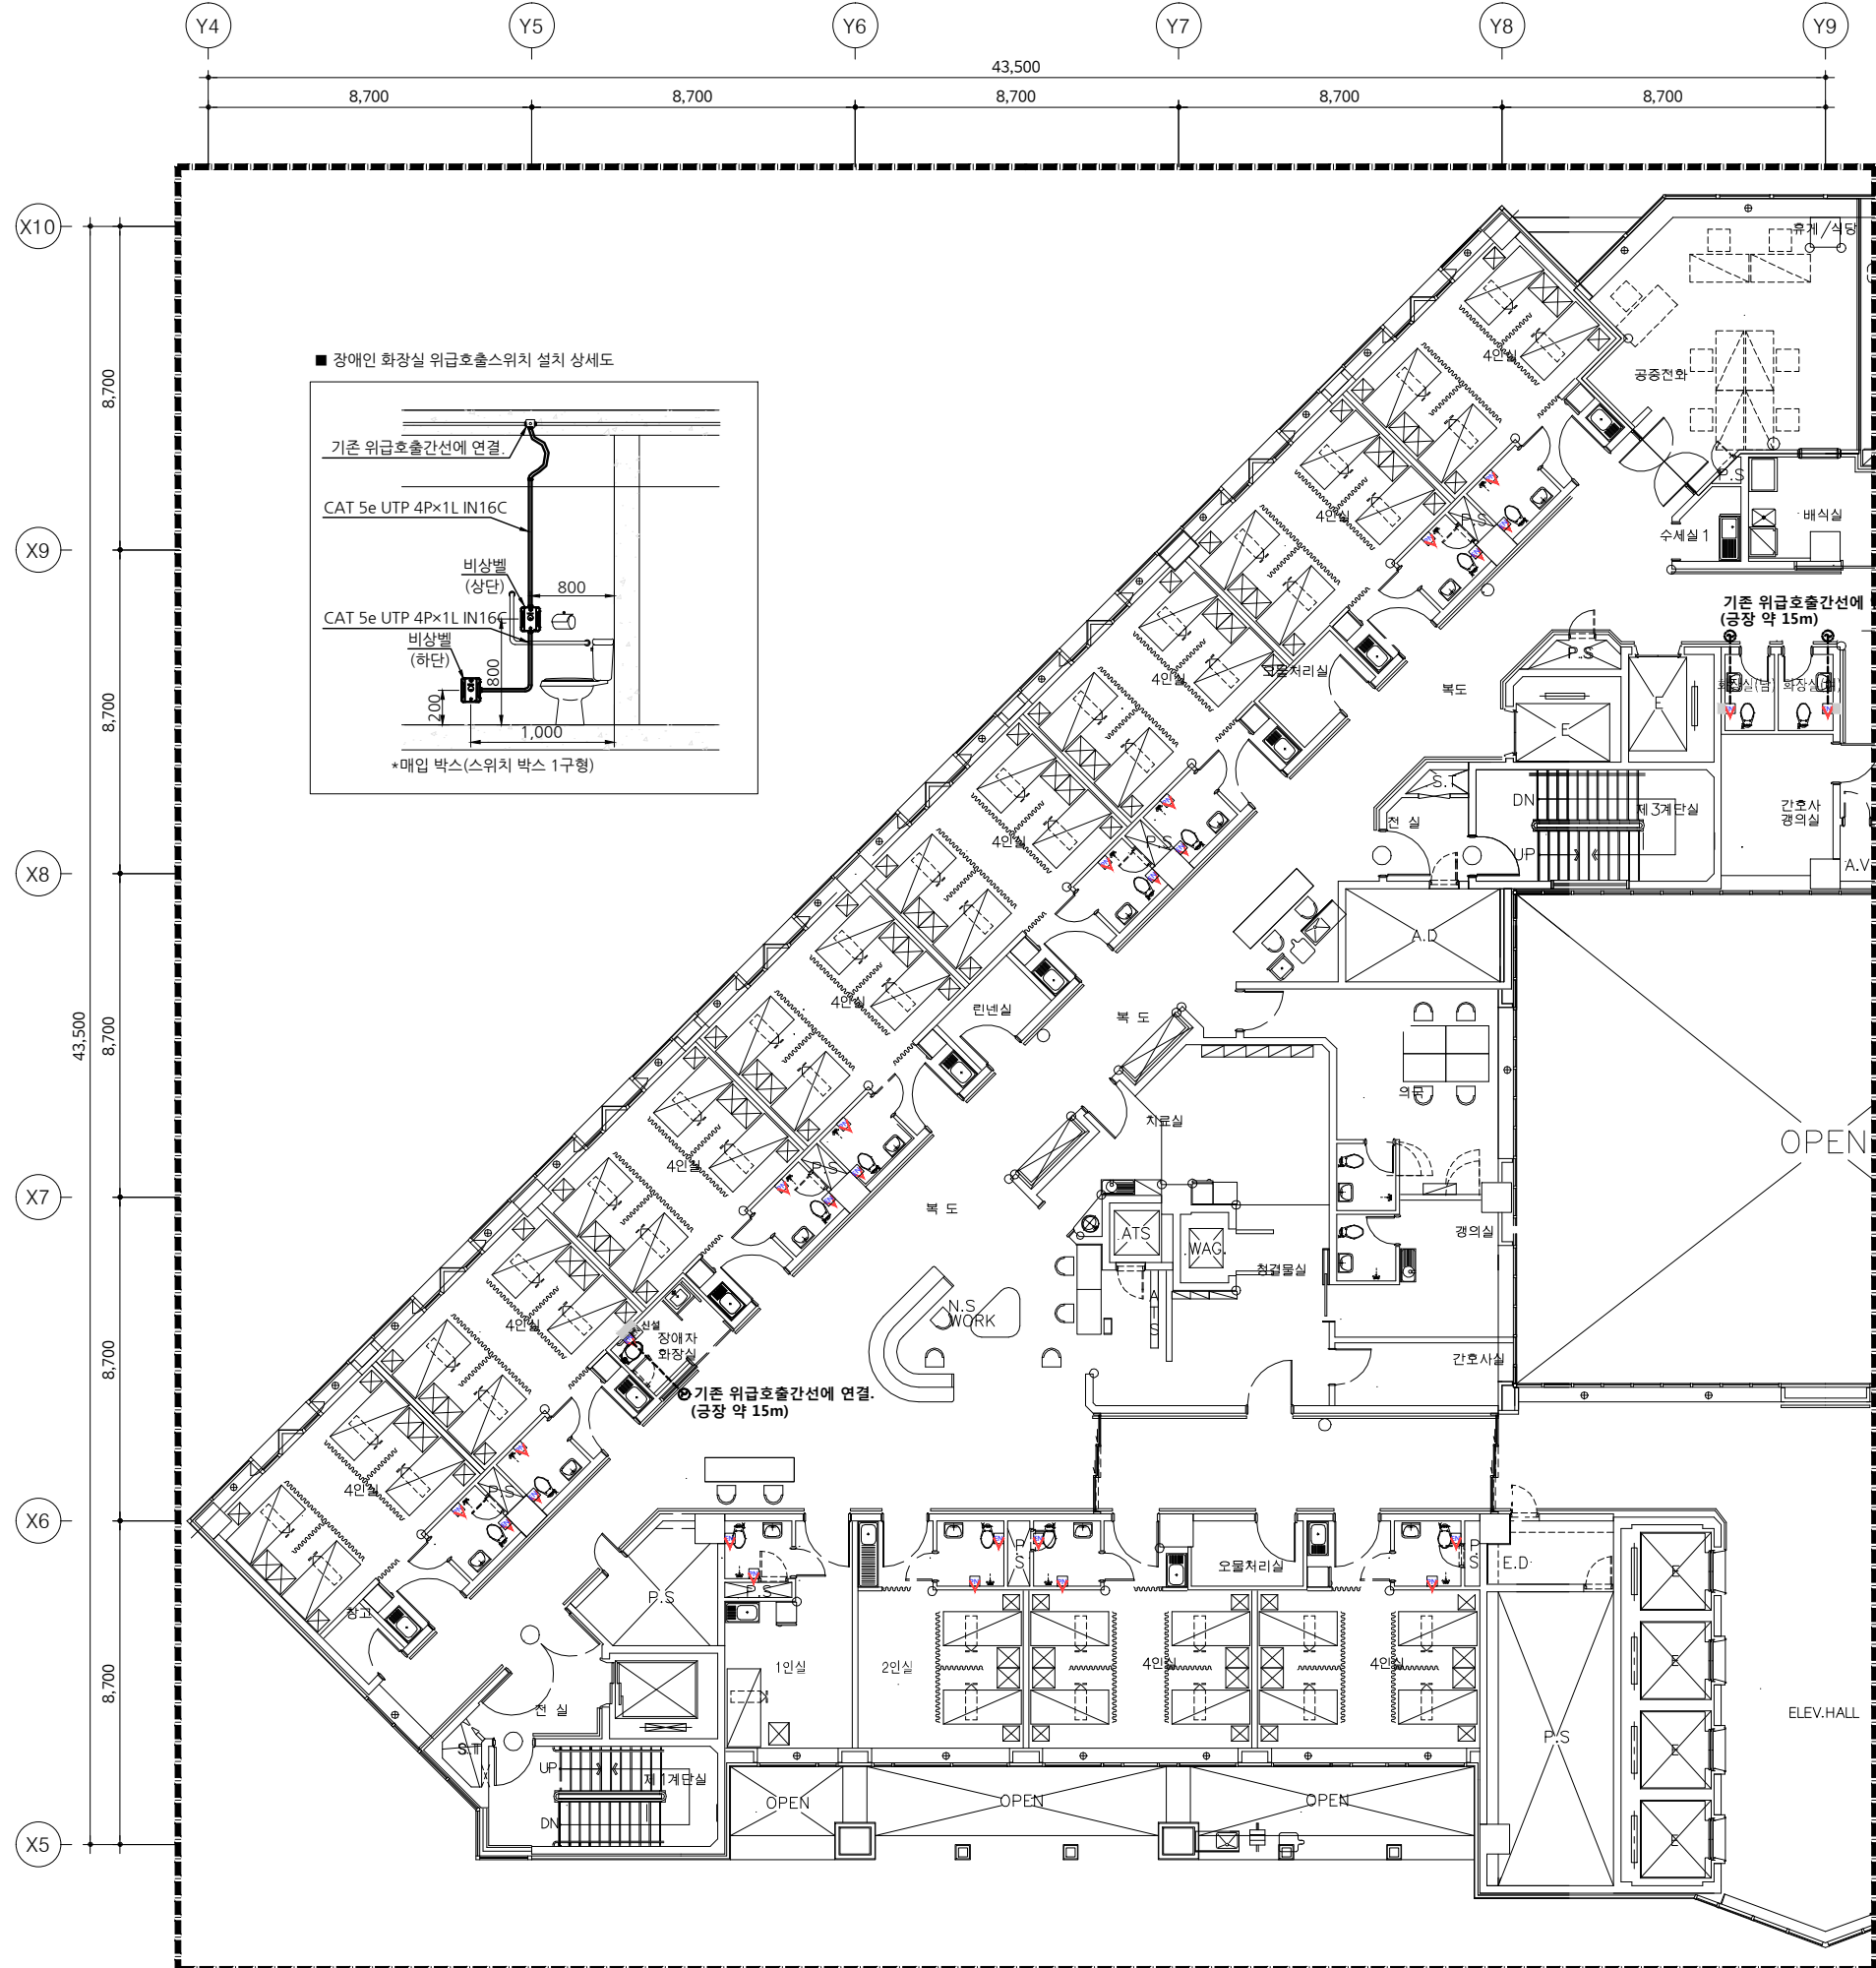 Y4
Y5
Y6
Y7
Y8
Y9
43,500
8,700
8,700
8,700
8,700
8,700
X10
X9
X8
X7
X6
X5
43,500
8,700
8,700
8,700
8,700
8,700
■ 장애인 화장실 위급호출스위치 설치 상세도
기존 위급호출간선에 연결.
CAT 5e UTP 4P×1L IN16C
비상벨
(상단)
800
CAT 5e UTP 4P×1L IN16C
비상벨
(하단)
800
200
1,000
*매입 박스(스위치 박스 1구형)
휴게/식당
4인실
공중전화
P.S
4인실
P.S
수세실1
배식실
기존 위급호출간선에
(긍장 약 15m)
4인실
오물처리실
복도
P.S
E
E
화장실(남)
S.T
DN
제3계단실
간호사
갱의실
전 실
UP
4인실
P.S
A.V
A.D
4인실
린넨실
복 도
의국
치료실
OPEN
4인실
P.S
복 도
ATS
WAG.
갱의실
청결물실
ATS
N.S
WORK
4인실
신설
장애자
화장실
간호사실
기존 위급호출간선에 연결.
(긍장 약 15m)
4인실
P.S
P.S
P.S
P.S
P.S
오물처리실
E.D
E
창고
1인실
2인실
4인실
4인실
E
전 실
ELEV.HALL
S.T
P.S
E
UP
제1계단실
OPEN
OPEN
OPEN
DN
E